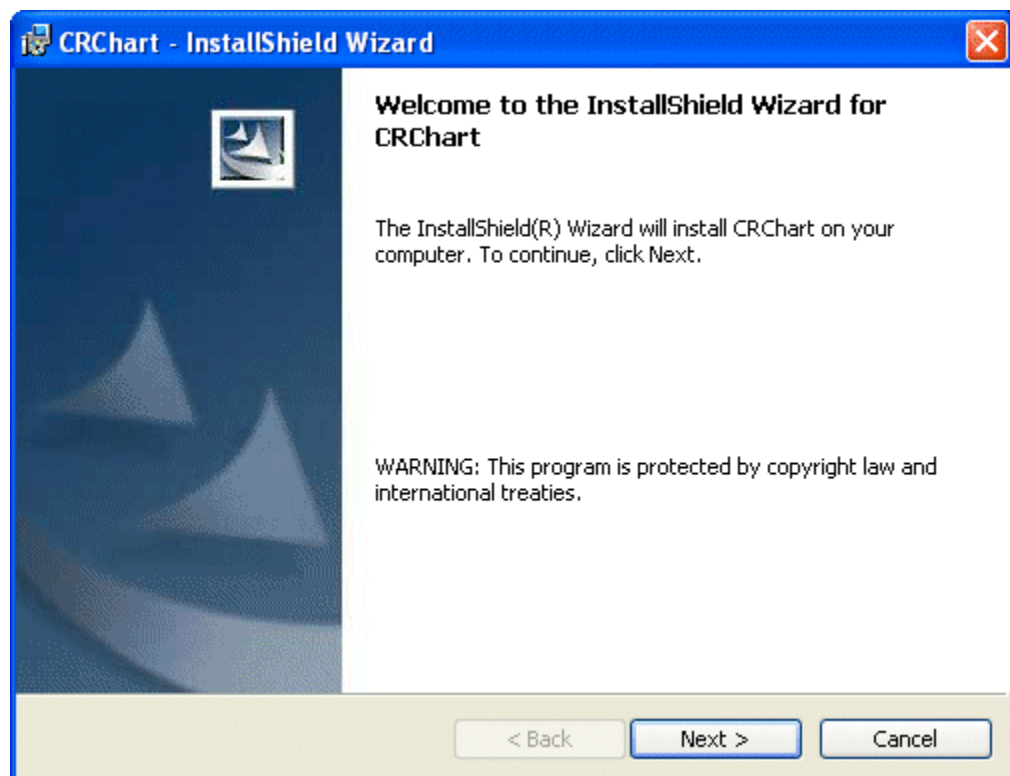 CRChart - InstallShield Wizard
Welcome to the InstallShield Wizard for
CRChart
The InstallShield(R) Wizard will install CRChart on your
computer. To continue, click Next.
WARNING: This program is protected by copyright law and
international treaties.
< Back
Next >
Cancel